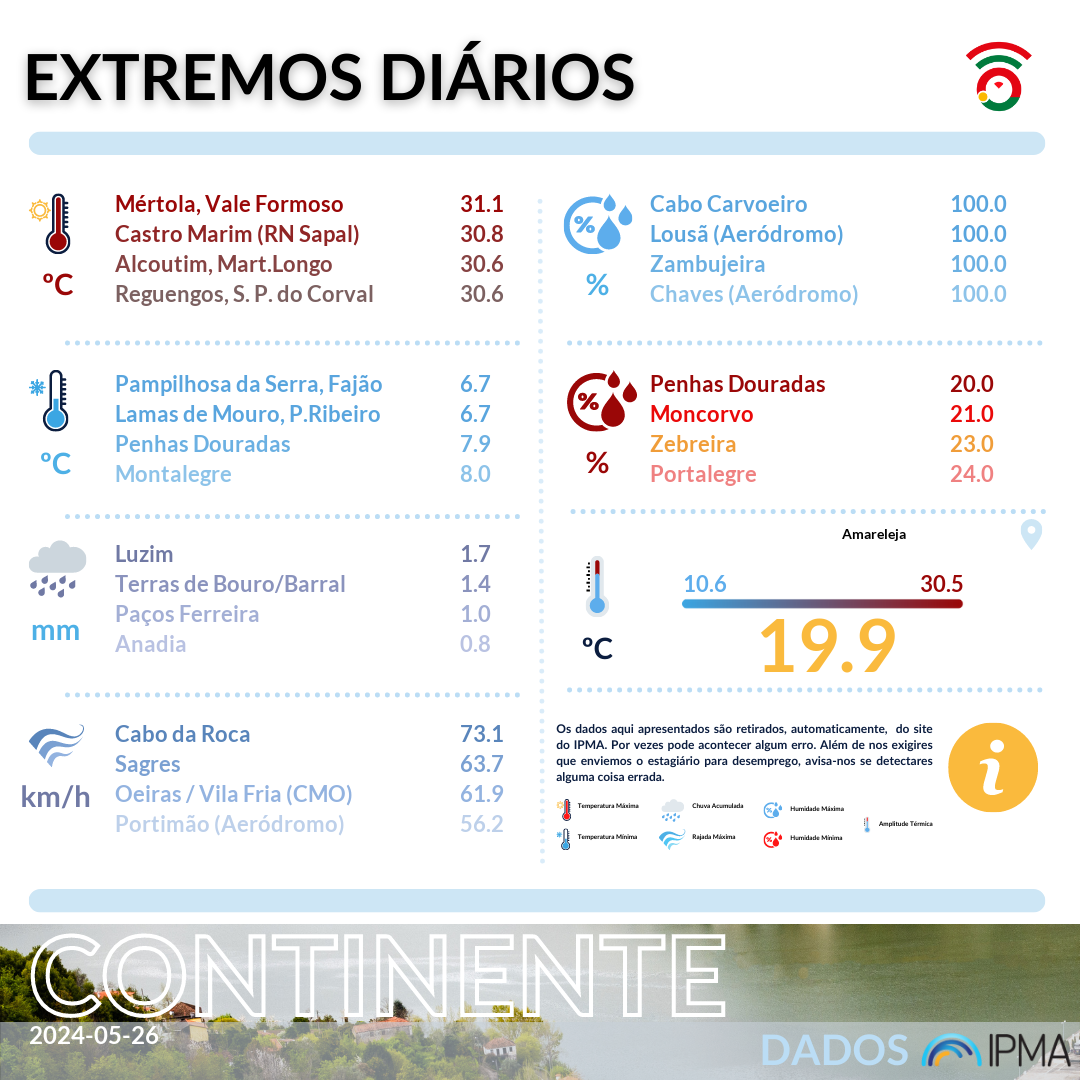 EXTREMOS DIÁRIOS
Mértola, Vale Formoso 31.1
Castro Marim (RN Sapal) 30.8
Alcoutim, Mart.Longo 30.6
Reguengos, S. P. do Corval 30.6
ºC
Pampilhosa da Serra, Fajão 6.7
Lamas de Mouro, P.Ribeiro 6.7
Penhas Douradas 7.9
Montalegre 8.0
ºC
Luzim 1.7
Terras de Bouro/Barral 1.4
Paços Ferreira 1.0
Anadia 0.8
mm
Cabo da Roca 73.1
Sagres 63.7
Oeiras / Vila Fria (CMO) 61.9
Portimão (Aeródromo) 56.2
km/h
%
Cabo Carvoeiro 100.0
Lousã (Aeródromo) 100.0
Zambujeira 100.0
Chaves (Aeródromo) 100.0
%
%
Penhas Douradas 20.0
Moncorvo 21.0
Zebreira 23.0
Portalegre 24.0
%
Amareleja
10.6 30.5
19.9
ºC
Os dados aqui apresentados são retirados, automaticamente, do site
do IPMA. Por vezes pode acontecer algum erro. Além de nos exigires
que enviemos o estagiário para desemprego, avisa-nos se detectares
alguma coisa errada.
i
Temperatura Máxima Chuva Acumulada Humidade Máxima
Amplitude Térmica
Temperatura Mínima Rajada Máxima Humidade Mínima
CONTINENTE
2024-05-26
DADOS IPMA